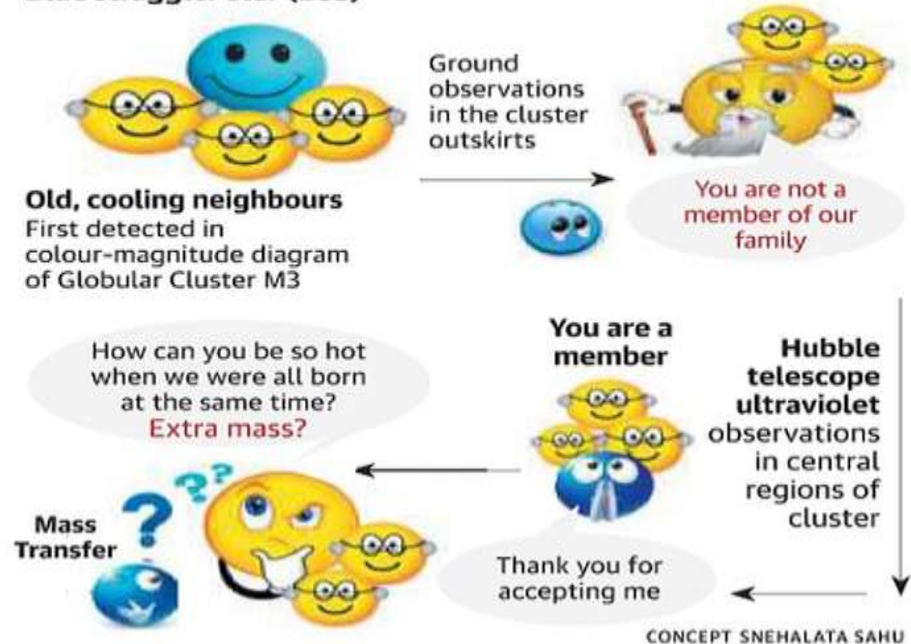 Ground
observations
in the cluster
outskirts
You are not a
member of our
family
Old, cooling neighbours
First detected in
colour-magnitude diagram
of Globular Cluster M3
Hubble
telescope
ultraviolet
observations
in central
regions of
cluster
You are a
member
Thank you for
accepting me
How can you be so hot
when we were all born
at the same time?
Extra mass?
? ? ?
Mass
Transfer
CONCEPT SNEHALATA SAHU